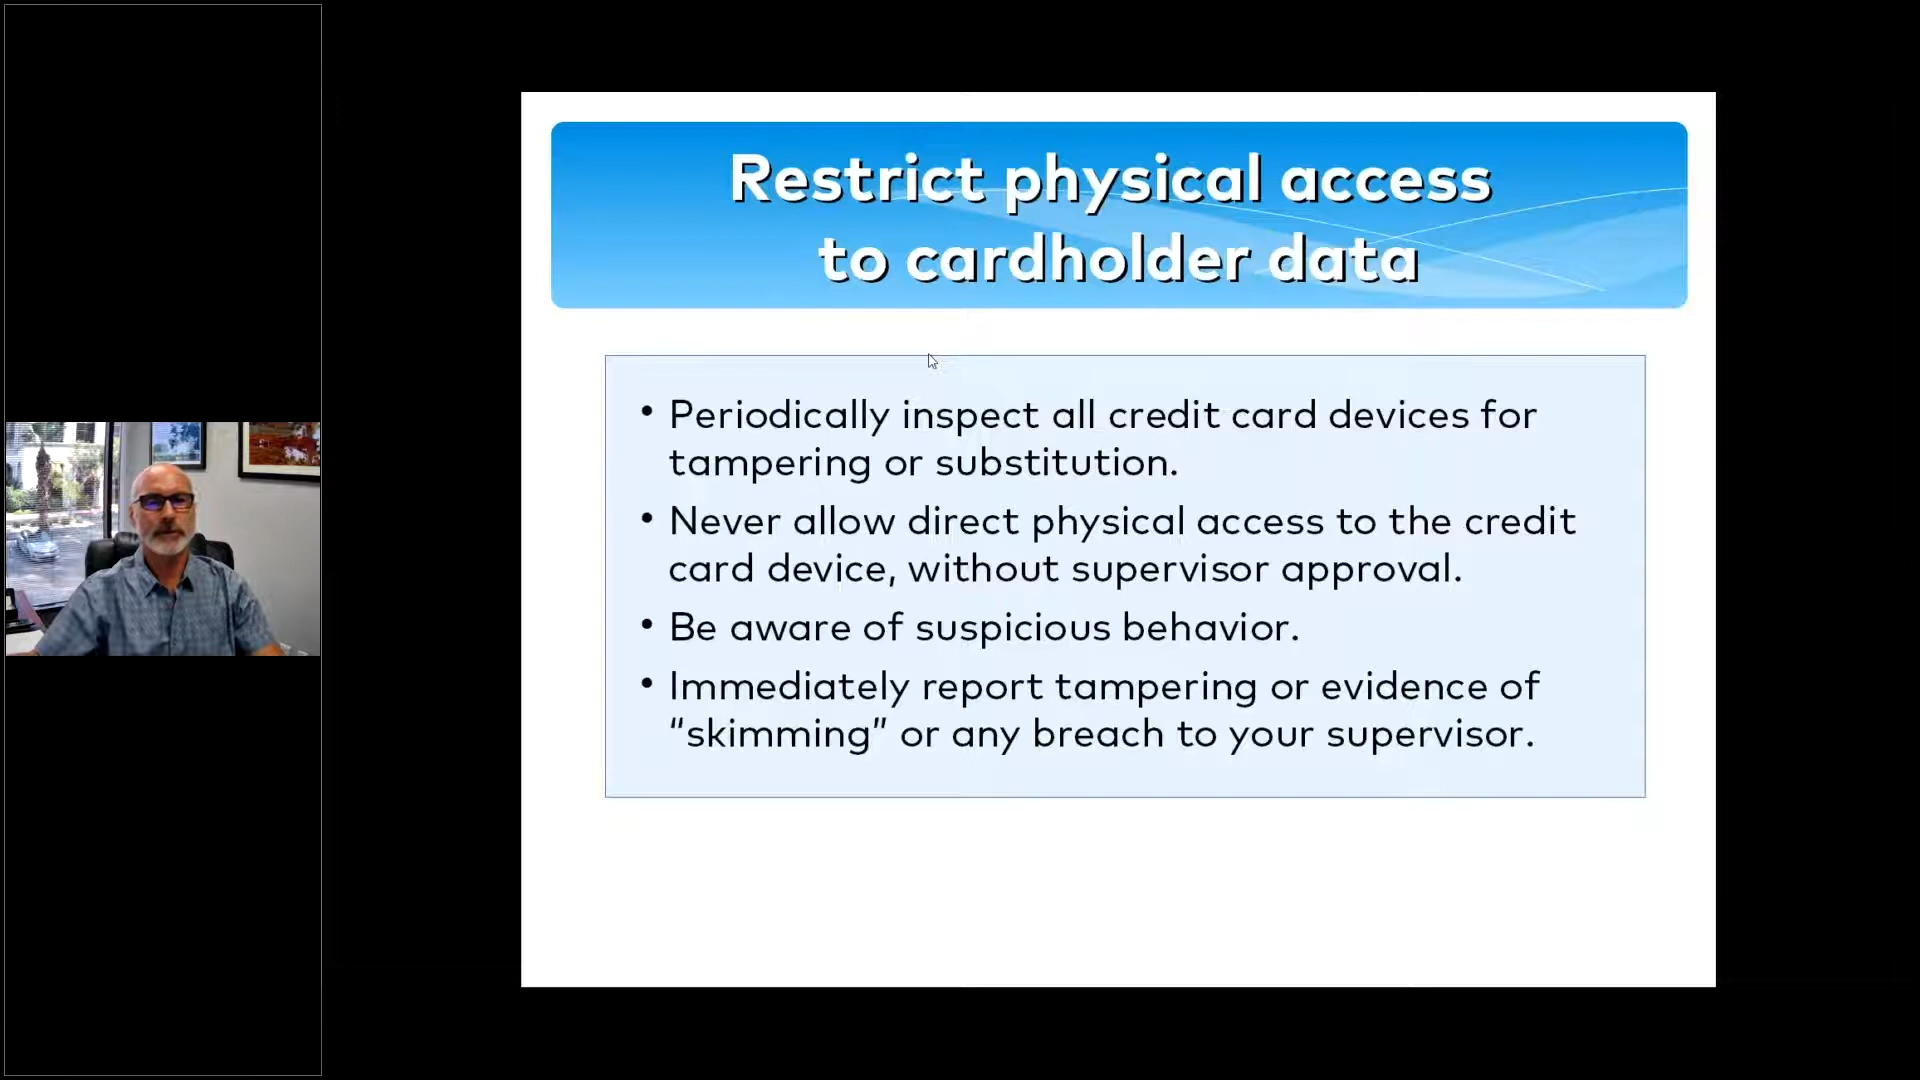 Restrict physical access
to cardholder data
• Periodically inspect all credit card devices for
tampering or substitution.
• Never allow direct physical access to the credit
card device, without supervisor approval.
• Be aware of suspicious behavior.
• Immediately report tampering or evidence of
“skimming” or any breach to your supervisor.